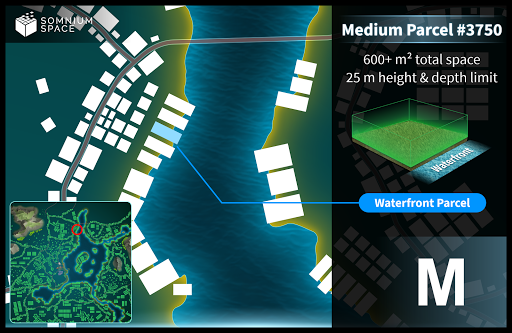 SOMNIUM
SPACE
Medium Parcel #3750
600+ m² total space
25 m height & depth limit
Waterfront
Waterfront Parcel
M